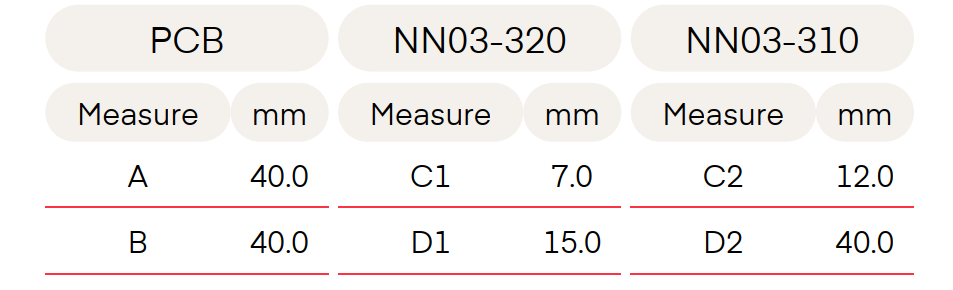 PCB NN03-320 NN03-310
Measure mm Measure mm Measure mm
A 40.0 C1 7.0 C2 12.0
B 40.0 D1 15.0 D2 40.0